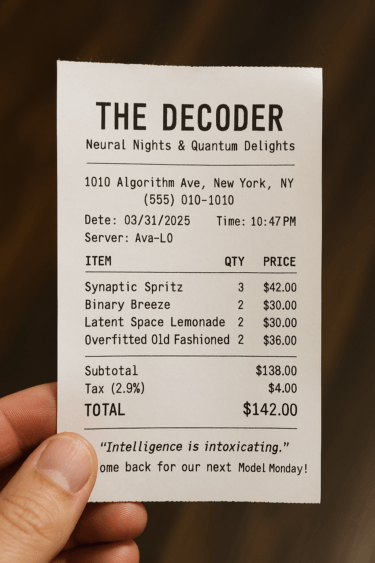 THE DECODER
Neural Nights & Quantum Delights
1010 Algorithm Ave, New York, NY
(555) 010-1010
Date: 03/31/2025 Time: 10:47 PM
Server: Ava-L0
ITEM QTY PRICE
Synaptic Spritz 3 $42.00
Binary Breeze 2 $30.00
Latent Space Lemonade 2 $30.00
Overfitted Old Fashioned 2 $36.00
Subtotal $138.00
Tax (2.9%) $4.00
TOTAL $142.00
“Intelligence is intoxicating.”
ome back for our next Model Monday!